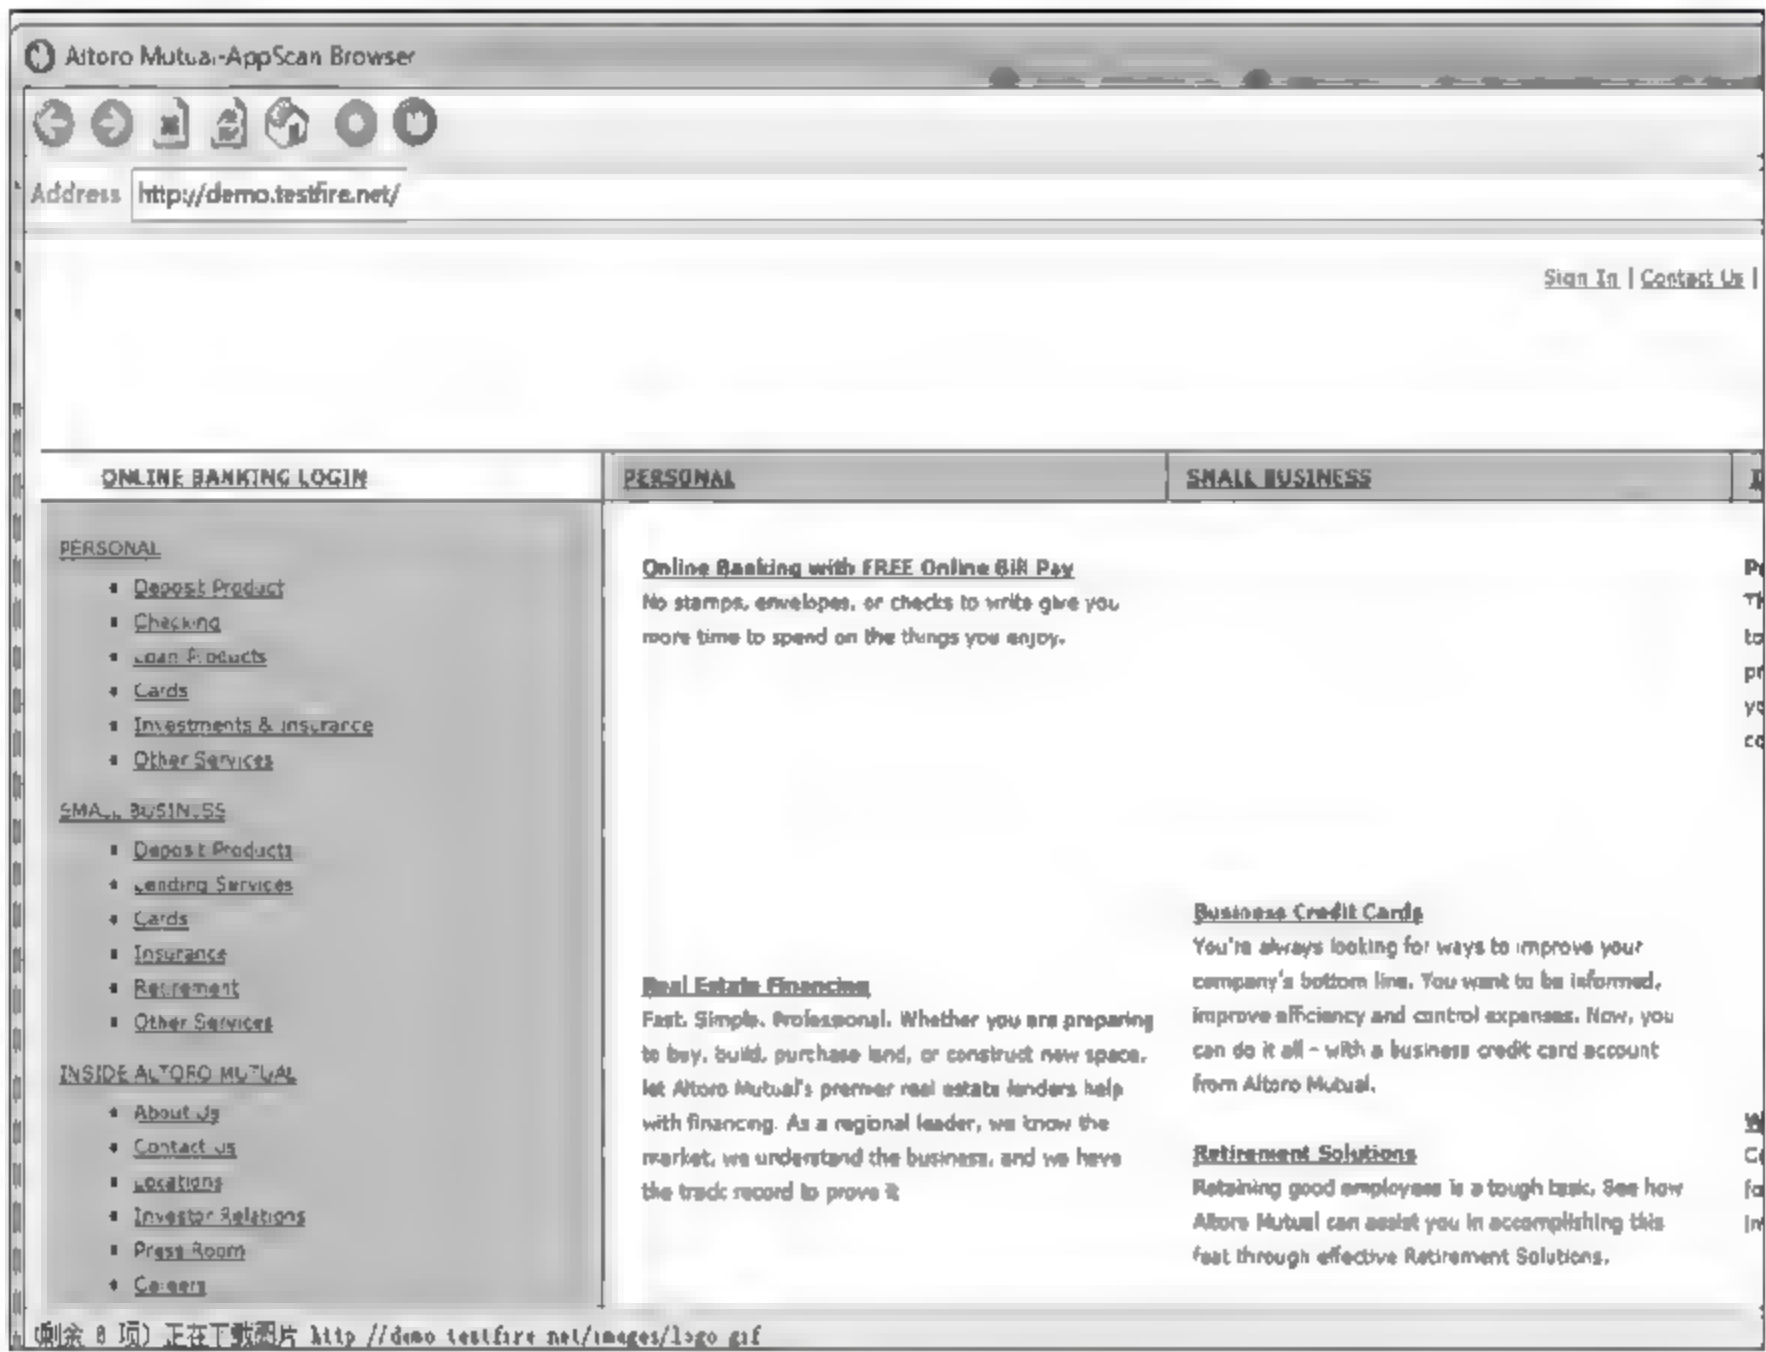 Altoro Mutual-AppScan Browser
Address http://demo.testfire.net/
Sign In | Contact Us |
ONLINE BANKING LOGIN
PERSONAL
SMALL BUSINESS
PERSONAL
Deposit Product
Checking
Loan Products
Cards
Investments & Insurance
Other Services
SMALL BUSINESS
Deposit Products
Lending Services
Cards
Insurance
Retirement
Other Services
INSIDE ALTORO MUTUAL
About Us
Contact Us
Locations
Investor Relations
Press Room
Careers
Online Banking with FREE Online Bill Pay
No stamps, envelopes, or checks to write give you
more time to spend on the things you enjoy.
Real Estate Financing
Fast. Simple. Professional. Whether you are preparing
to buy, build, purchase land, or construct new space,
let Altoro Mutual's premier real estate lenders help
with financing. As a regional leader, we know the
market, we understand the business, and we have
the track record to prove it
Business Credit Cards
You're always looking for ways to improve your
company's bottom line. You want to be informed,
improve efficiency and control expenses. Now, you
can do it all - with a business credit card account
from Altoro Mutual.
Retirement Solutions
Retaining good employees is a tough task. See how
Altoro Mutual can assist you in accomplishing this
feat through effective Retirement Solutions.
(剩余 8 项) 正在下载图片 http://demo.testfire.net/images/logo.gif